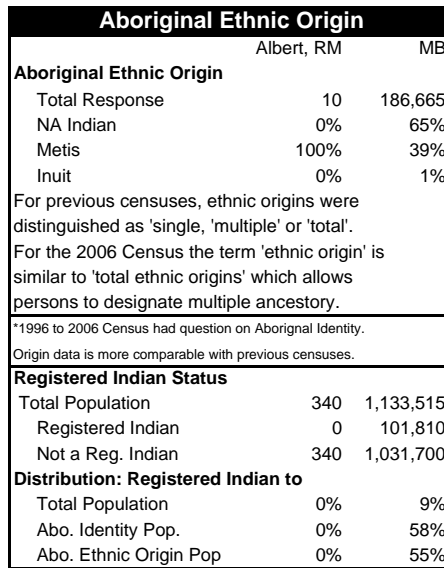 Aboriginal Ethnic Origin
Albert, RM MB
Aboriginal Ethnic Origin
Total Response 10 186,665
NA Indian 0% 65%
Metis 100% 39%
Inuit 0% 1%
For previous censuses, ethnic origins were
distinguished as 'single, 'multiple' or 'total'.
For the 2006 Census the term 'ethnic origin' is
similar to 'total ethnic origins' which allows
persons to designate multiple ancestory.
*1996 to 2006 Census had question on Aborignal Identity.
Origin data is more comparable with previous censuses.
Registered Indian Status
Total Population 340 1,133,515
Registered Indian 0 101,810
Not a Reg. Indian 340 1,031,700
Distribution: Registered Indian to
Total Population 0% 9%
Abo. Identity Pop. 0% 58%
Abo. Ethnic Origin Pop 0% 55%